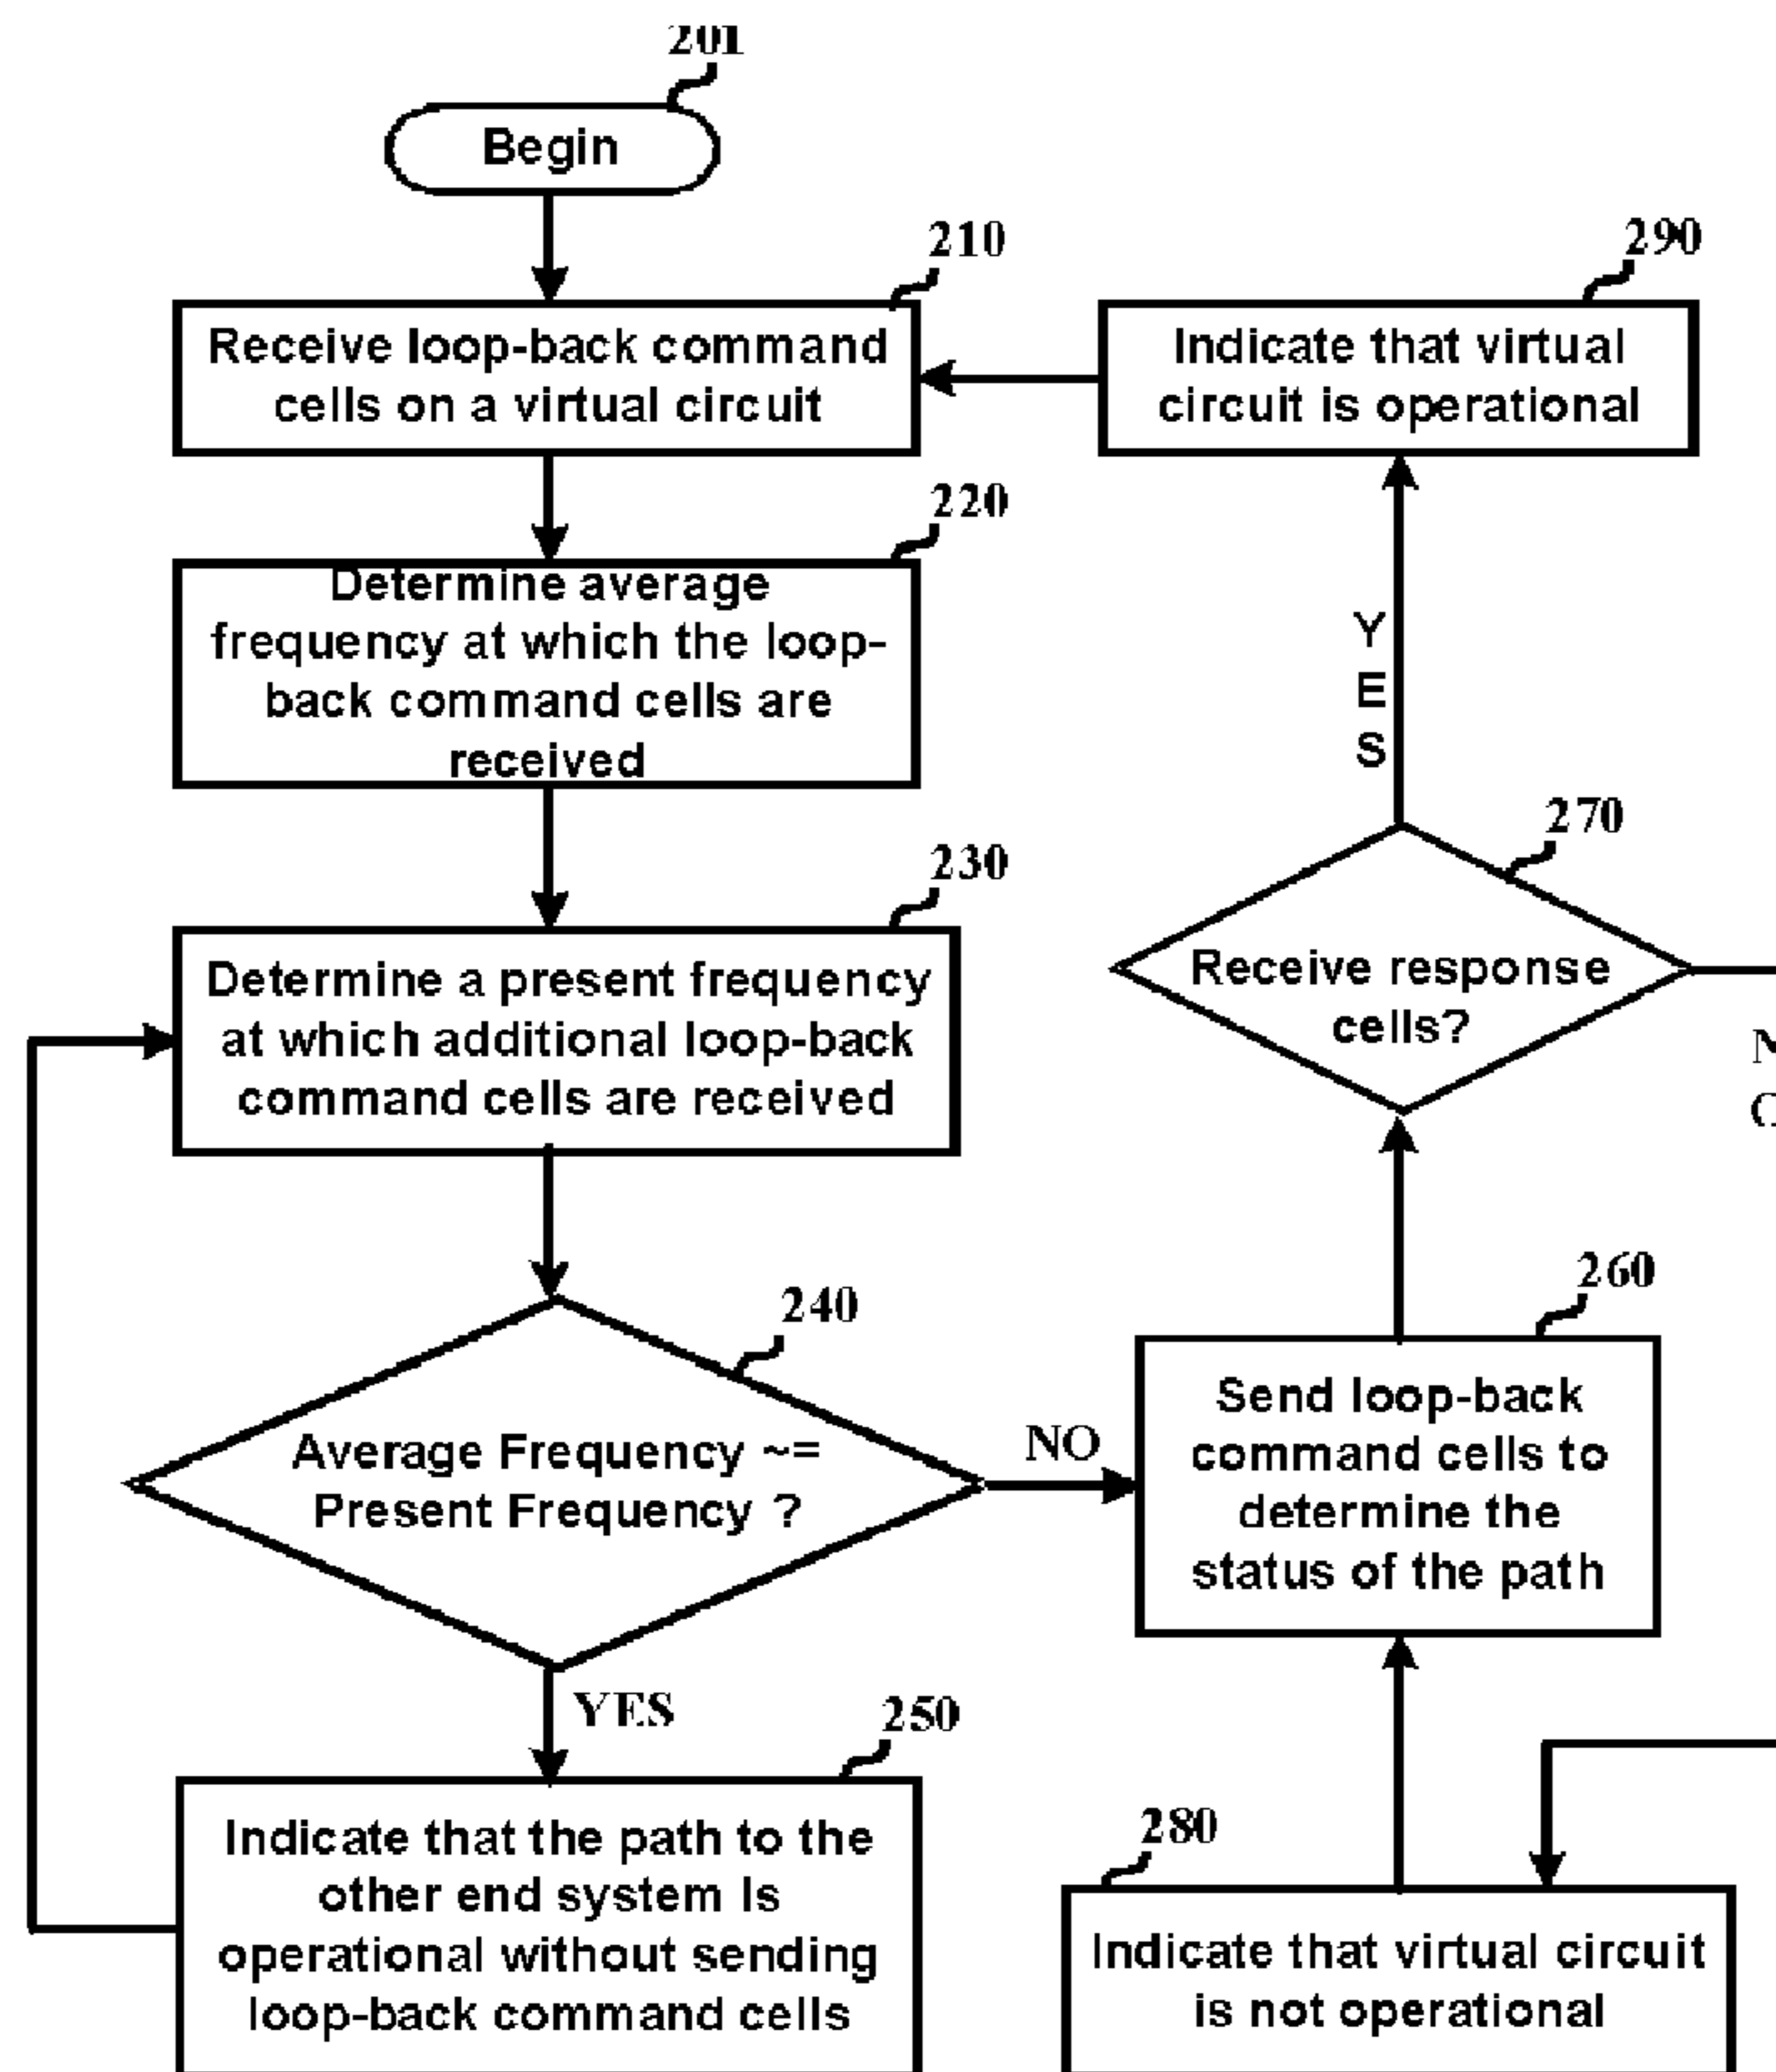 201
Begin
210
Receive loop-back command
cells on a virtual circuit
220
Determine average
frequency at which the loop-
back command cells are
received
230
Determine a present frequency
at which additional loop-back
command cells are received
240
Average Frequency ~=
Present Frequency ?
NO
YES
250
Indicate that the path to the
other end system Is
operational without sending
loop-back command cells
260
Send loop-back
command cells to
determine the
status of the path
270
Receive response
cells?
Y
E
S
290
Indicate that virtual
circuit is operational
280
Indicate that virtual circuit
is not operational